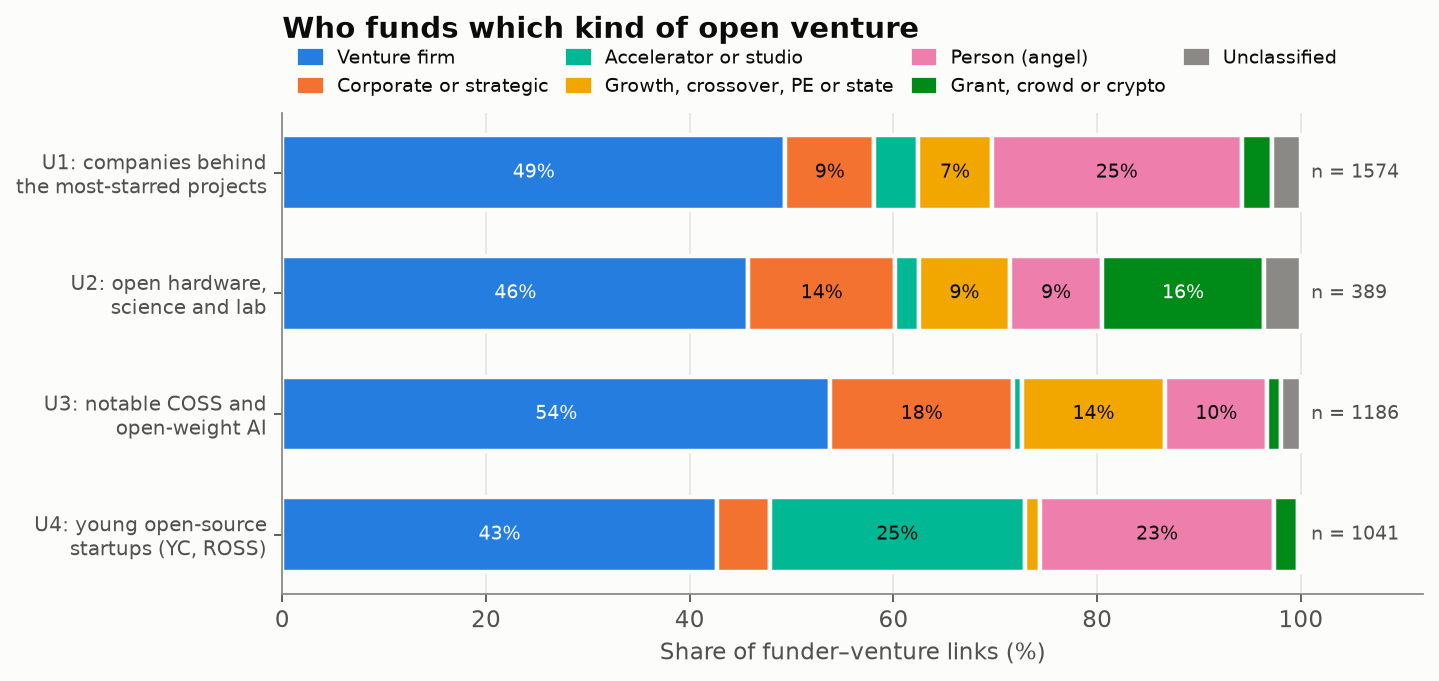 Who funds which kind of open venture
Venture firm
Accelerator or studio
Person (angel)
Unclassified
Corporate or strategic
Growth, crossover, PE or state
Grant, crowd or crypto
U1: companies behind
the most-starred projects
49%
9%
7%
25%
n = 1574
U2: open hardware,
science and lab
46%
14%
9%
9%
16%
n = 389
U3: notable COSS and
open-weight AI
54%
18%
14%
10%
n = 1186
U4: young open-source
startups (YC, ROSS)
43%
25%
23%
n = 1041
0
20
40
60
80
100
Share of funder–venture links (%)